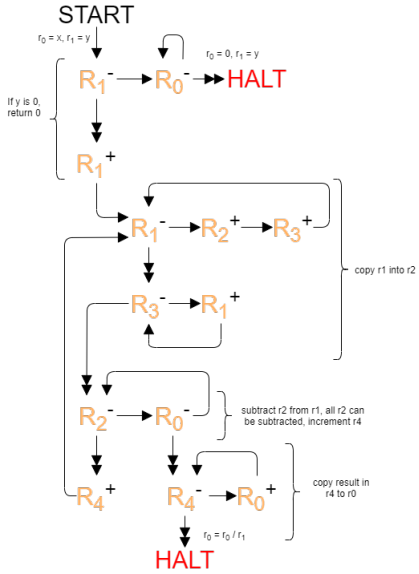 START
r0 = x, r1 = y
r0 = 0, r1 = y
R1- R0- HALT
If y is 0,
return 0
R1+
R1- R2+ R3+
copy r1 into r2
R3- R1+
R2- R0-
subtract r2 from r1, all r2 can
be subtracted, increment r4
R4+ R4- R0+
copy result in
r4 to r0
r0 = r0 / r1
HALT